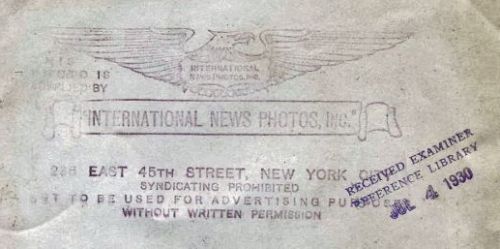 INTERNATIONAL
NEWS PHOTOS, INC.
IS
BY
"INTERNATIONAL NEWS PHOTOS, INC."
EAST 45TH STREET, NEW YORK
SYNDICATING PROHIBITED
TO BE USED FOR ADVERTISING
WITHOUT WRITTEN PERMISSION
RECEIVED EXAMINER
REFERENCE LIBRARY
JUL 4 1930